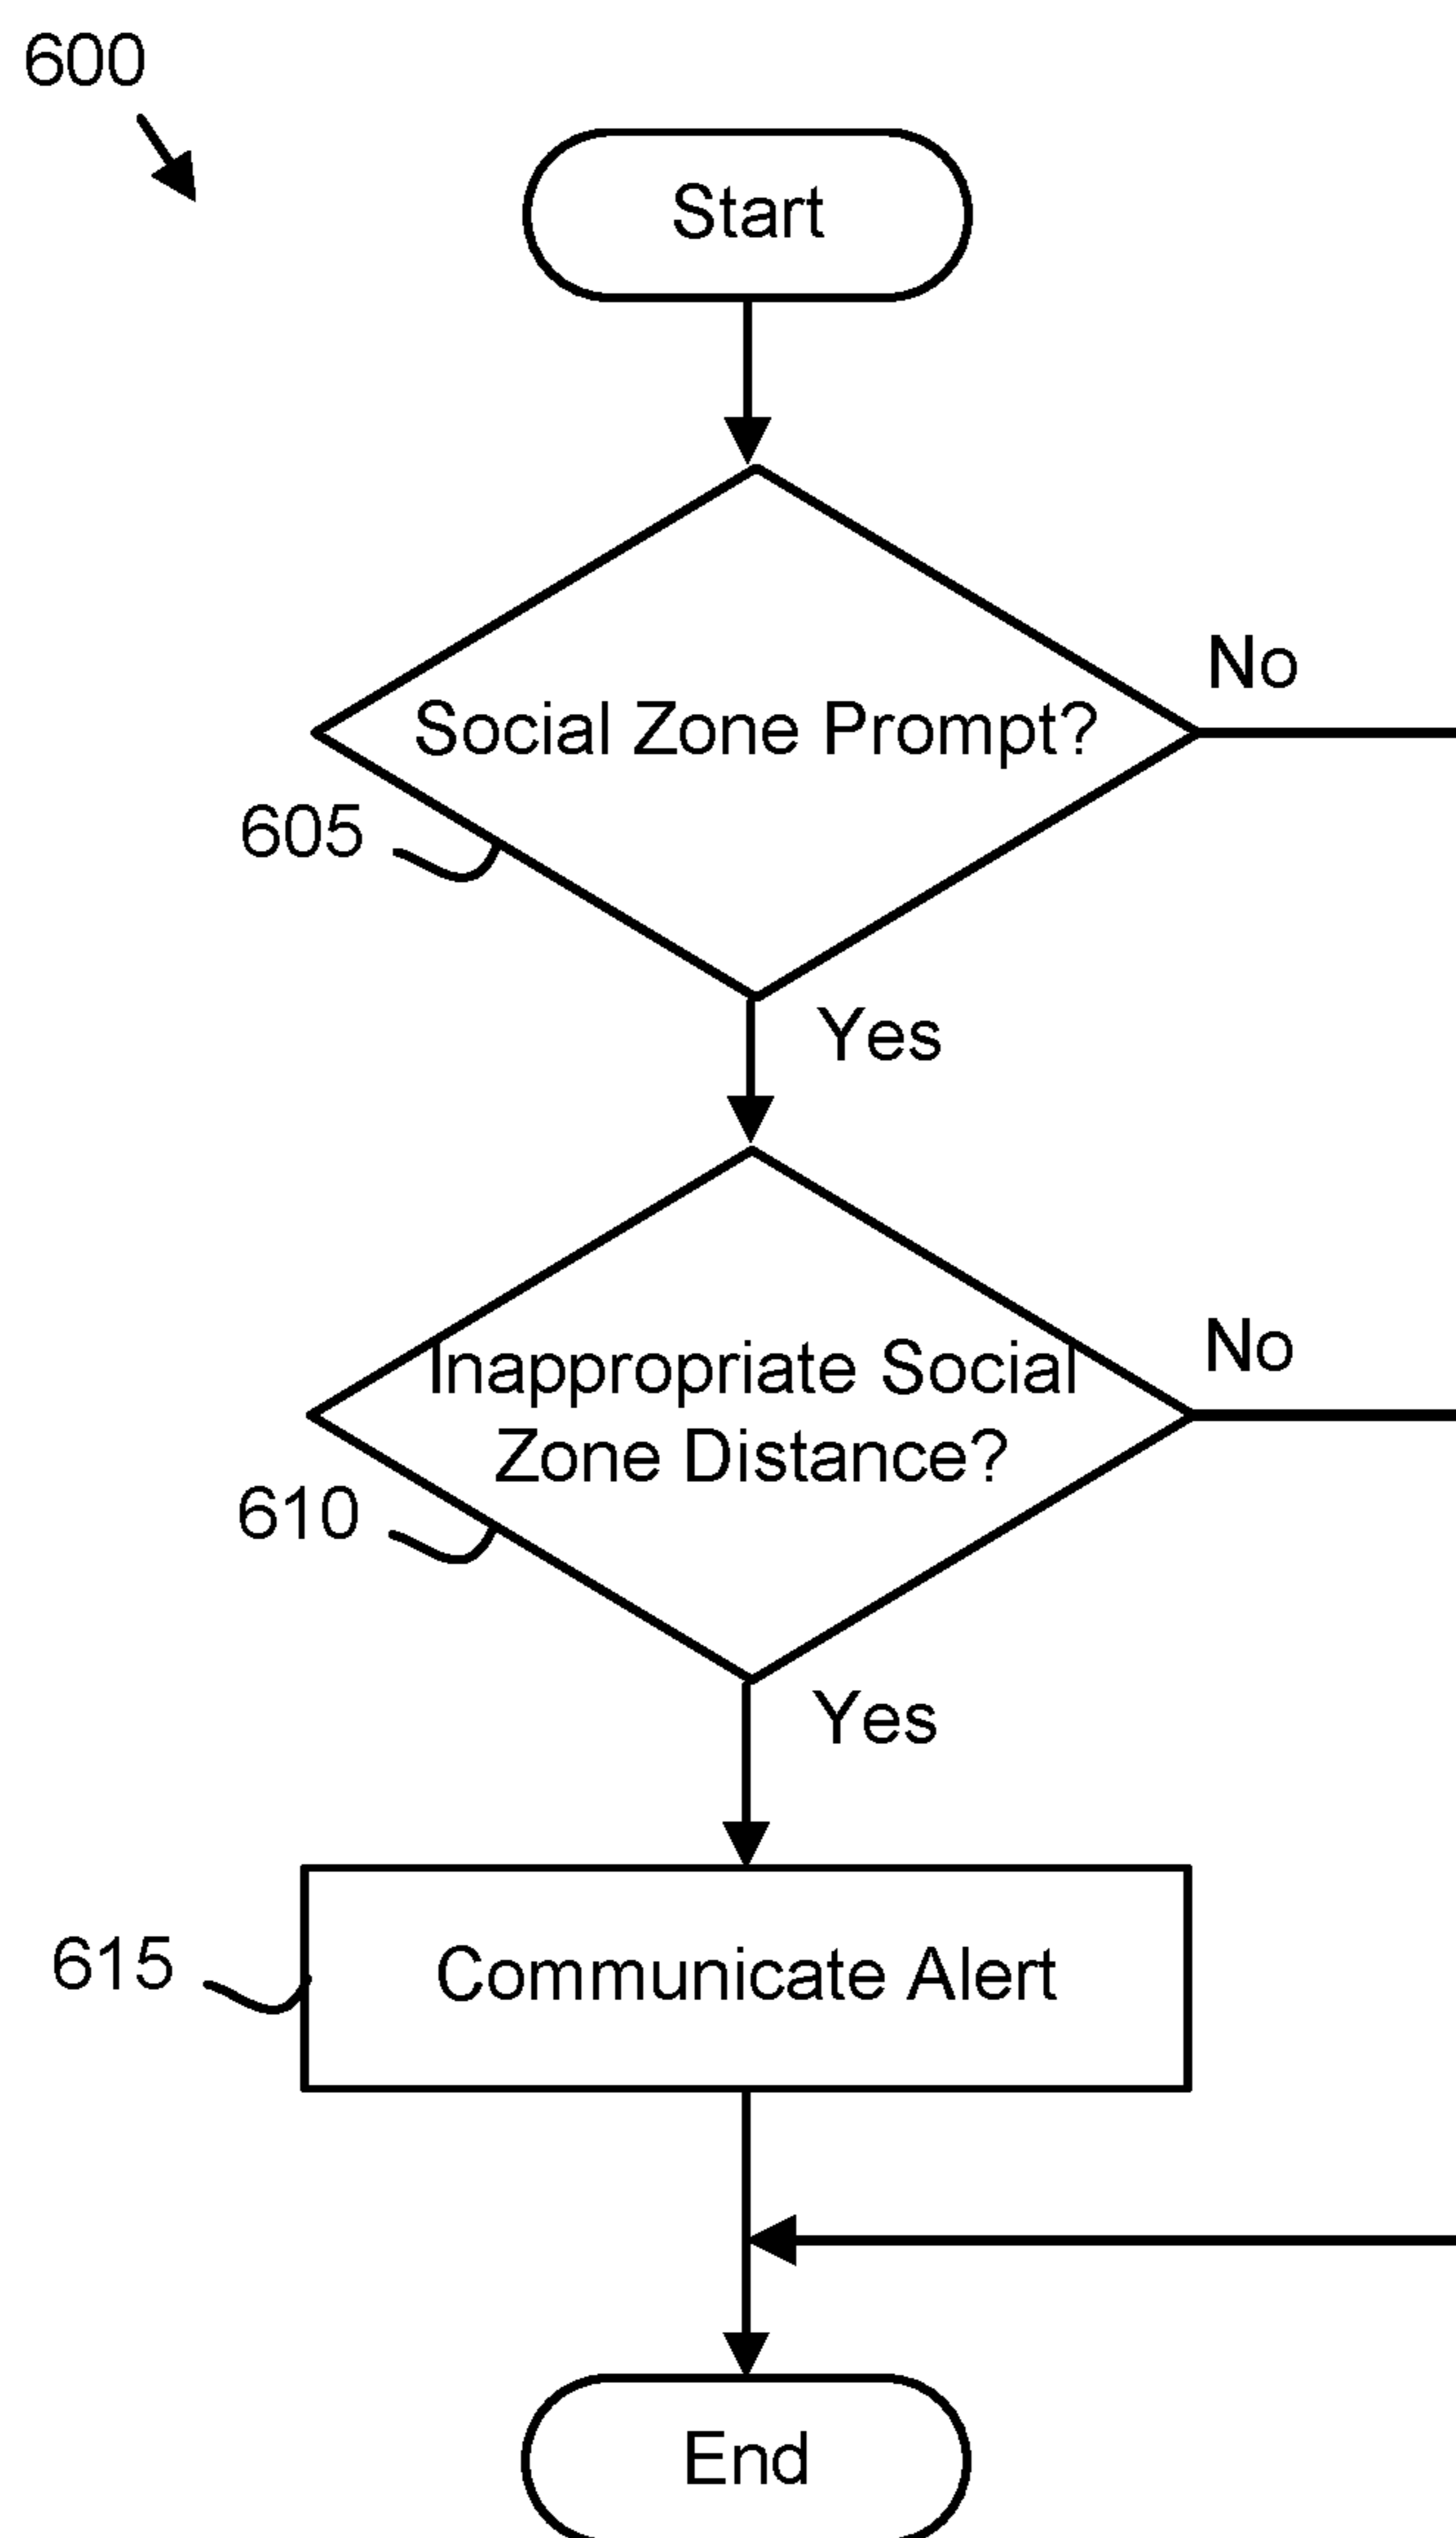 600
Start
No
Social Zone Prompt?
605
Yes
No
Inappropriate Social
Zone Distance?
610
Yes
615
Communicate Alert
End